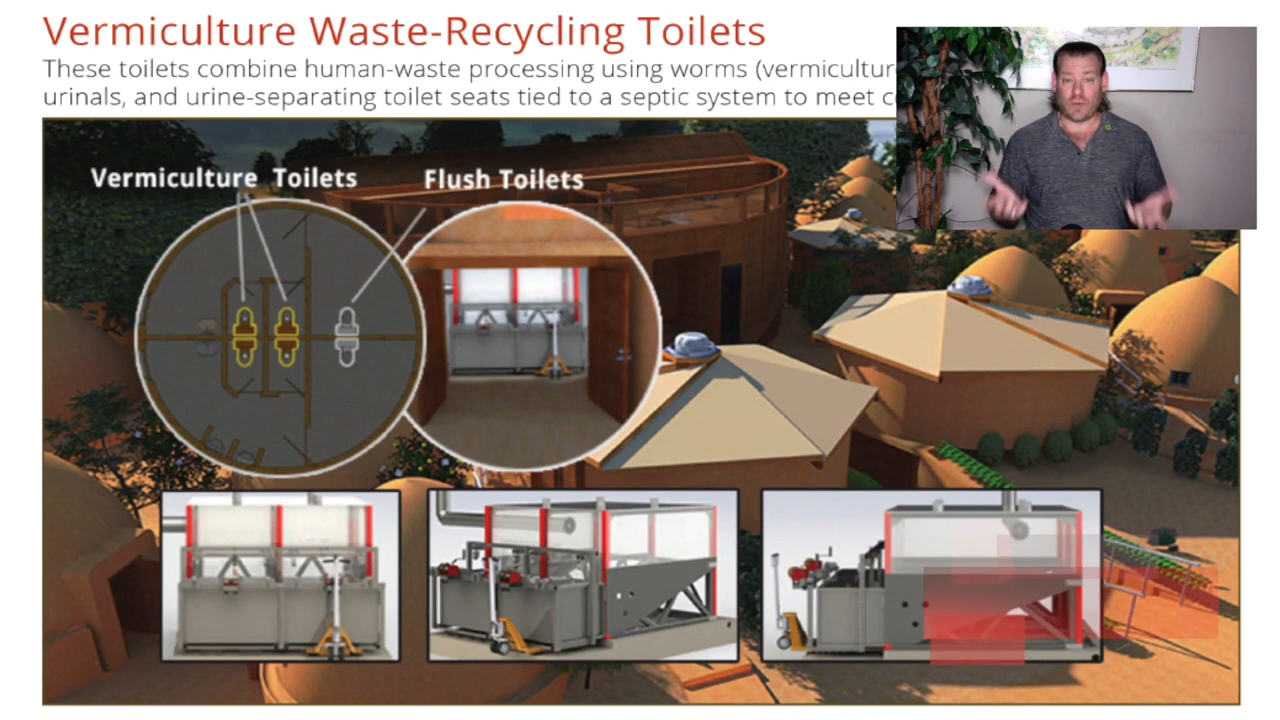 Vermiculture Waste-Recycling Toilets
These toilets combine human-waste processing using worms (vermicultur
urinals, and urine-separating toilet seats tied to a septic system to meet c
Vermiculture Toilets
Flush Toilets